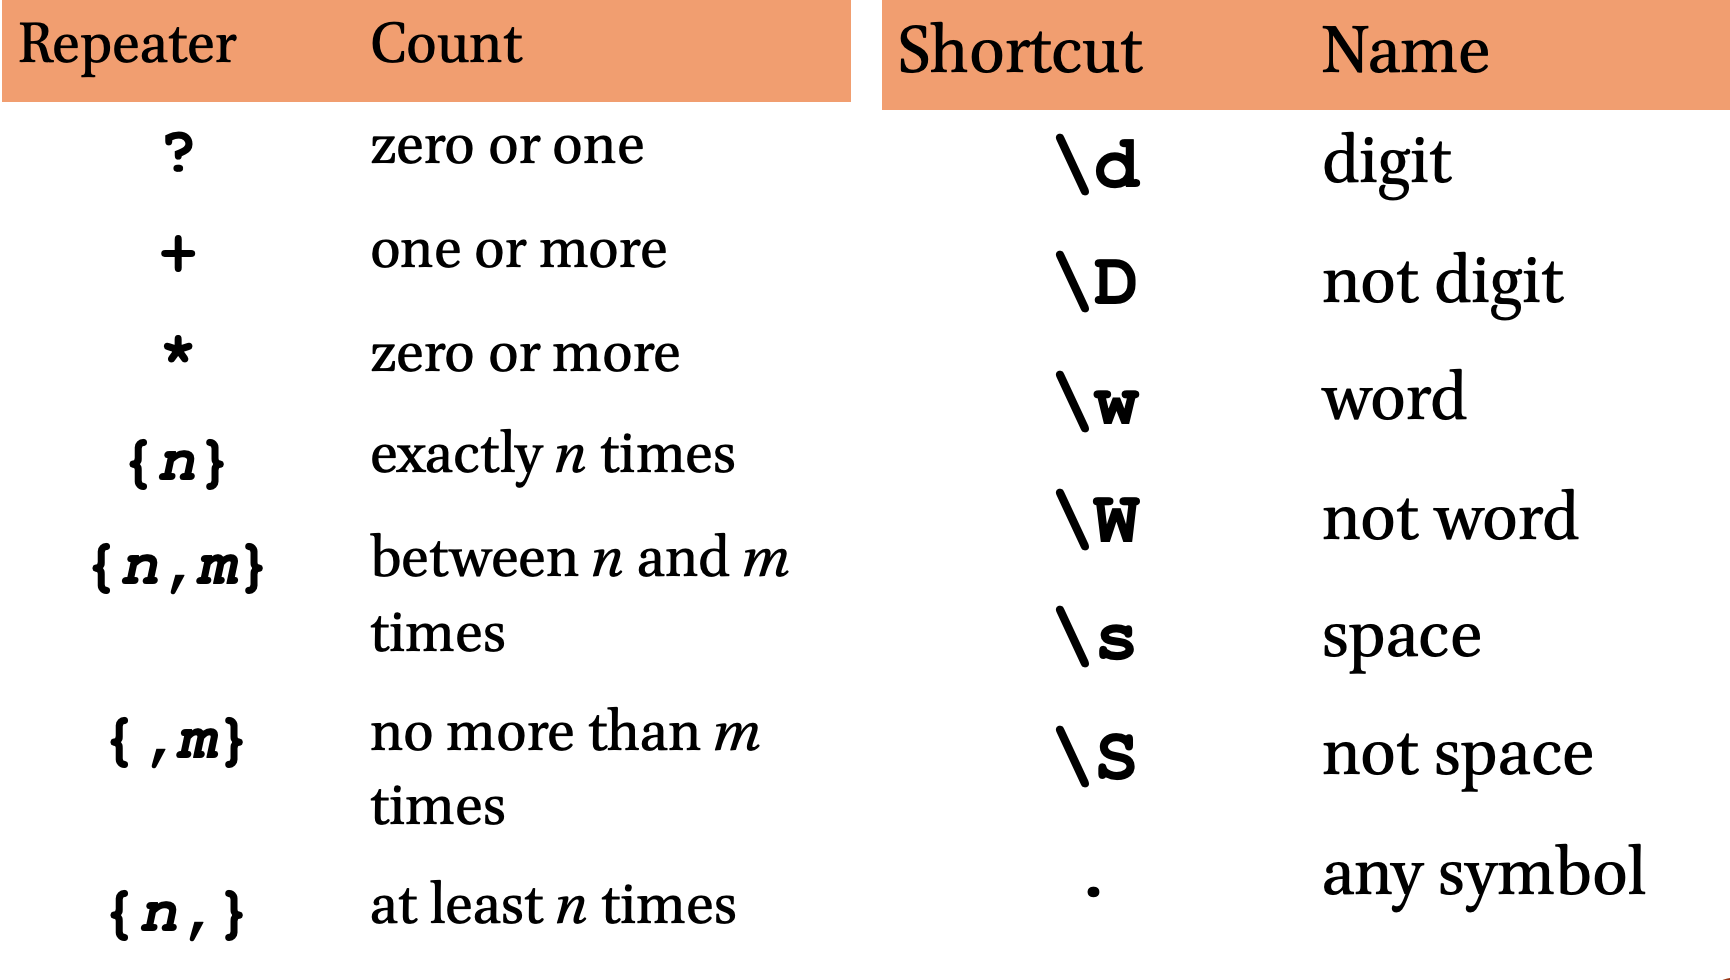 Repeater Count
? zero or one
+ one or more
* zero or more
{n} exactly n times
{n,m} between n and m
times
{,m} no more than m
times
{n,} at least n times
Shortcut Name
\d digit
\D not digit
\w word
\W not word
\s space
\S not space
. any symbol